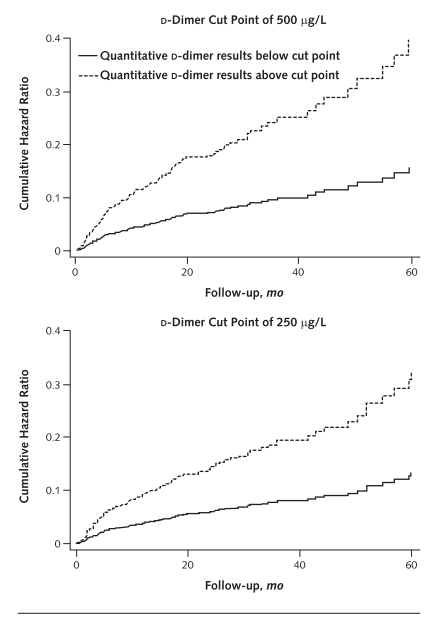 D-Dimer Cut Point of 500 μg/L
0.4
Quantitative D-dimer results below cut point
Quantitative D-dimer results above cut point
0.3
0.2
0.1
0
Cumulative Hazard Ratio
0 20 40 60
Follow-up, mo
D-Dimer Cut Point of 250 μg/L
0.4
0.3
0.2
0.1
0
Cumulative Hazard Ratio
0 20 40 60
Follow-up, mo